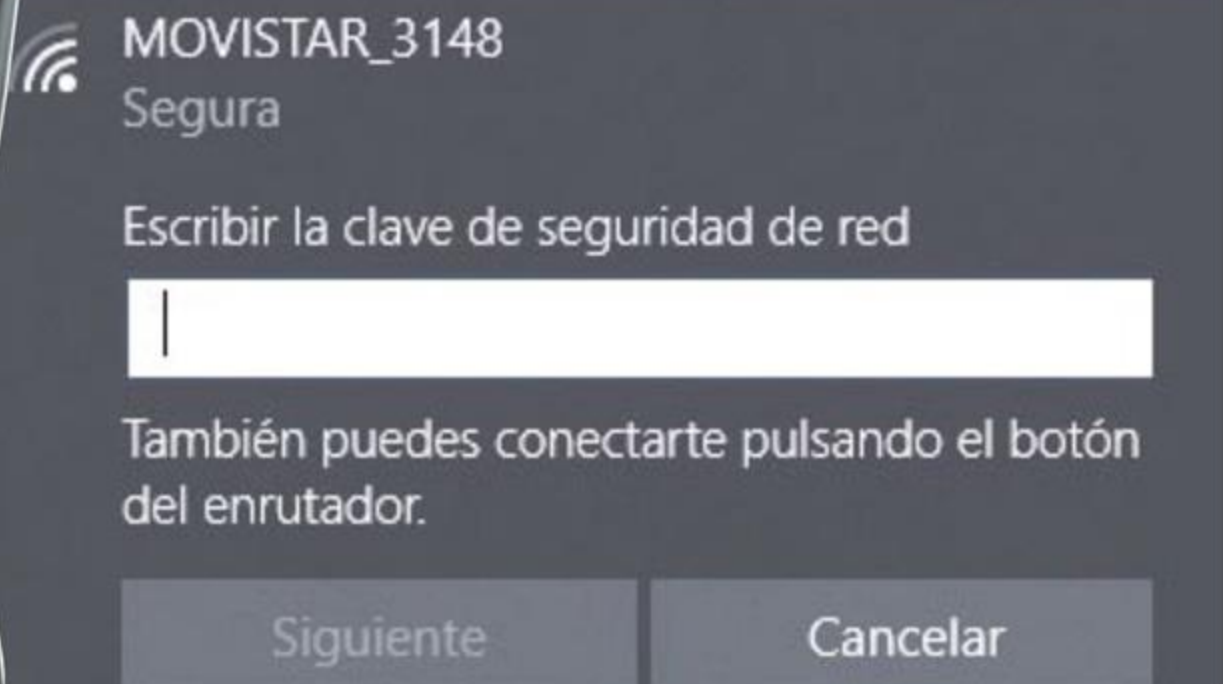 MOVISTAR_3148
Segura
Escribir la clave de seguridad de red
También puedes conectarte pulsando el botón
del enrutador.
Siguiente
Cancelar